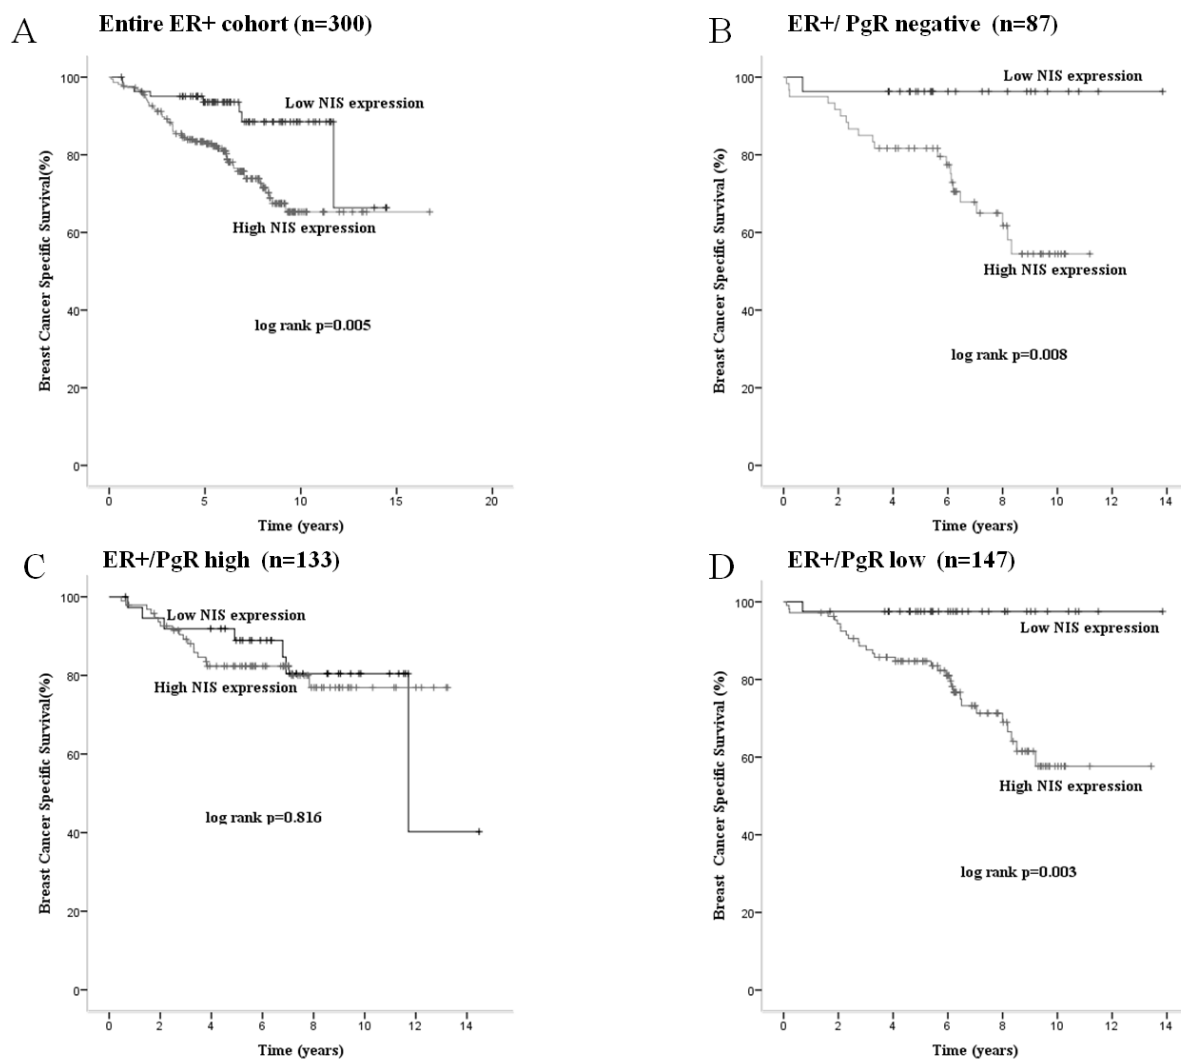 A
Entire ER+ cohort (n=300)
Breast Cancer Specific Survival(%)
100
80
60
40
20
0
Low NIS expression
High NIS expression
log rank p=0.005
0 5 10 15 20
Time (years)
B
ER+/ PgR negative (n=87)
Breast Cancer Specific Survival (%)
100
80
60
40
20
0
Low NIS expression
High NIS expression
log rank p=0.008
0 2 4 6 8 10 12 14
Time (years)
C
ER+/PgR high (n=133)
Breast Cancer Specific Survival(%)
100
80
60
40
20
0
Low NIS expression
High NIS expression
log rank p=0.816
0 2 4 6 8 10 12 14
Time (years)
D
ER+/PgR low (n=147)
Breast Cancer Specific Survival (%)
100
80
60
40
20
0
Low NIS expression
High NIS expression
log rank p=0.003
0 2 4 6 8 10 12 14
Time (years)